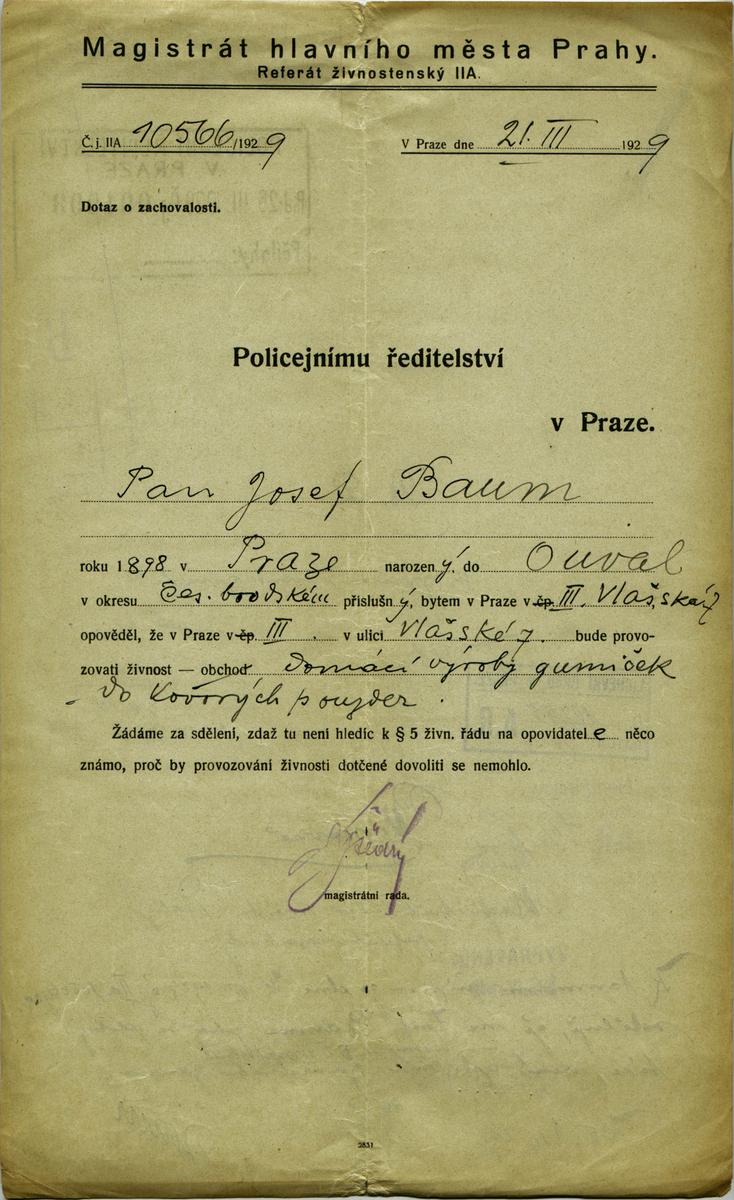 Magistrát hlavního města Prahy.
Referát živnostenský IIA.
Č. j. IIA 10566/1929 V Praze dne 21. III 1929
Dotaz o zachovalosti.
Policejnímu ředitelství
v Praze.
Pan Josef Baum
roku 1898 v Praze narozený, do Ouval
v okresu Čes. brodském příslušný, bytem v Praze v čp. III. Vlašská 7
opověděl, že v Praze v čp. III. v ulici Vlašské 7. bude provo-
zovati živnost — obchod domácí výroby gumiček
do kovových pouzder.
Žádáme za sdělení, zdaž tu není hledíc k § 5 živn. řádu na opovidatele něco
známo, proč by provozování živnosti dotčené dovoliti se nemohlo.
magistrátní rada.
2831